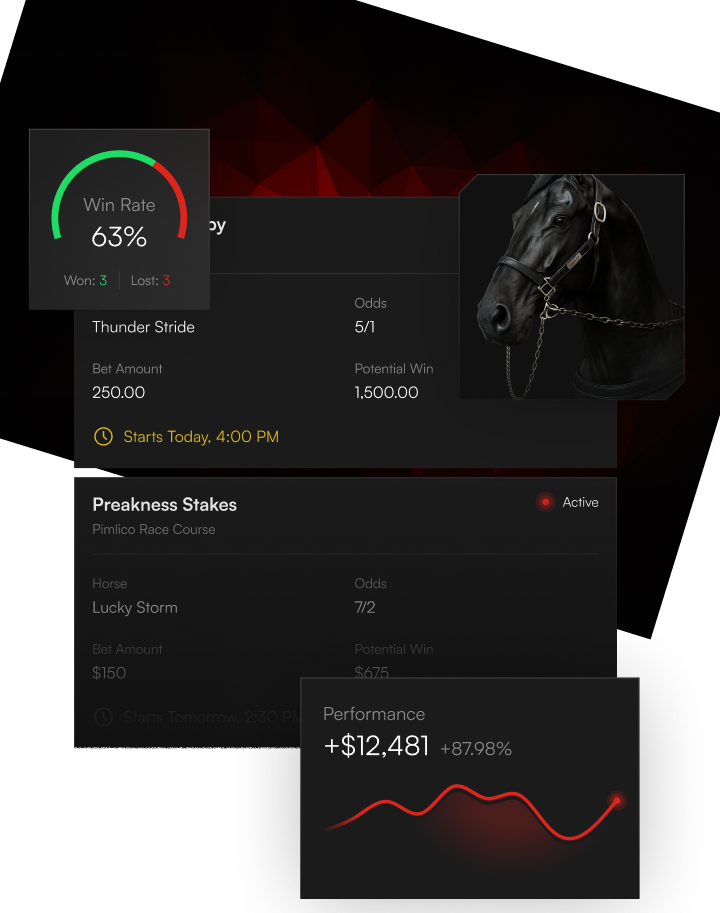 Win Rate
63%
Won: 3
Lost: 3
by
Odds
Thunder Stride
5/1
Bet Amount
Potential Win
250.00
1,500.00
Starts Today, 4:00 PM
Preakness Stakes
Active
Pimlico Race Course
Horse
Odds
Lucky Storm
7/2
Bet Amount
Potential Win
$150
$675
Starts Tomorrow, 2:30 PM
Performance
+$12,481 +87.98%